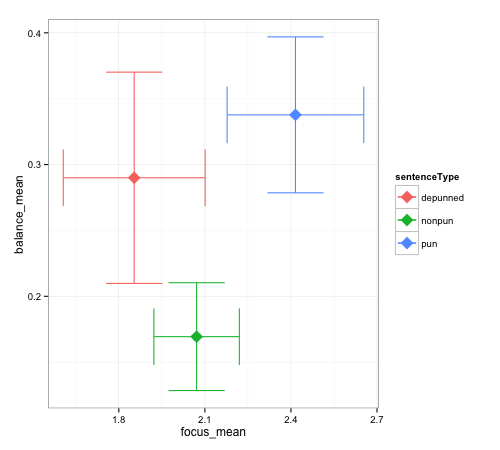 0.4
0.3
0.2
balance_mean
1.8
2.1
2.4
2.7
focus_mean
sentenceType
depunned
nonpun
pun